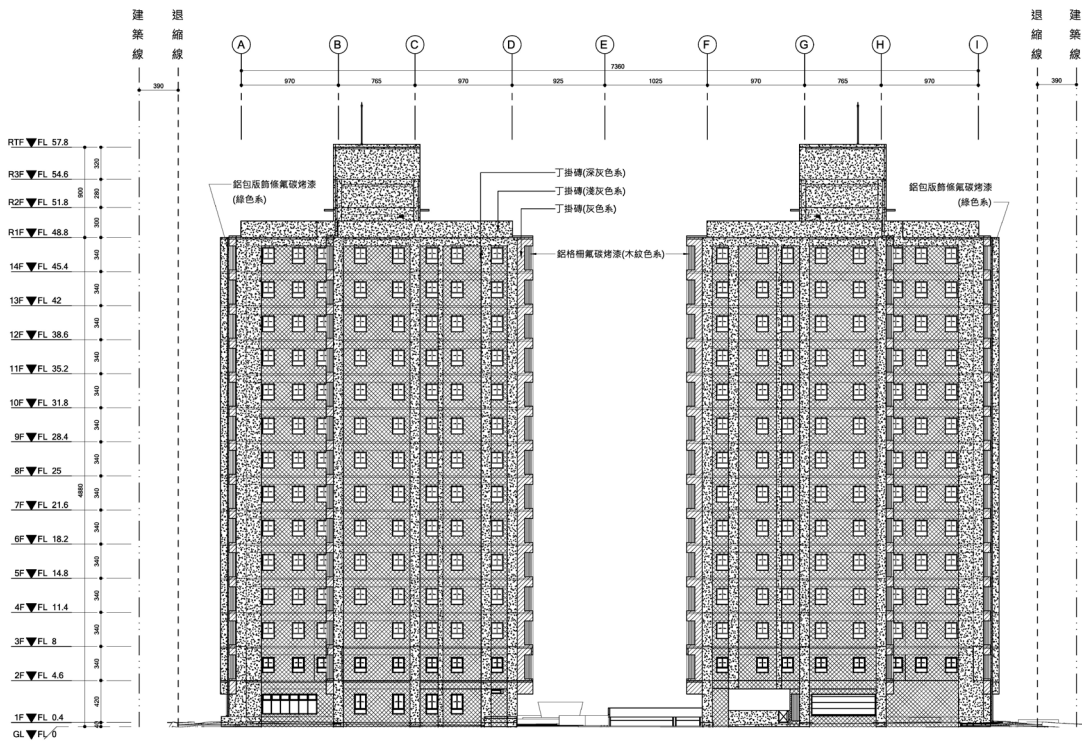 建築線
退縮線
退縮線
建築線
A B C D E F G H I
7360
390 970 765 970 925 1025 970 765 970 390
RTF FL 57.8
320
R3F FL 54.6
280
R2F FL 51.8
300
R1F FL 48.8
900
340
14F FL 45.4
340
13F FL 42
340
12F FL 38.6
340
11F FL 35.2
340
10F FL 31.8
340
9F FL 28.4
340
8F FL 25
4880
340
7F FL 21.6
340
6F FL 18.2
340
5F FL 14.8
340
4F FL 11.4
340
3F FL 8
340
2F FL 4.6
420
1F FL 0.4
GL FL 0
鋁包版飾條氟碳烤漆
(綠色系)
丁掛磚(深灰色系)
丁掛磚(淺灰色系)
丁掛磚(灰色系)
鋁格柵氟碳烤漆(木紋色系)
鋁包版飾條氟碳烤漆
(綠色系)